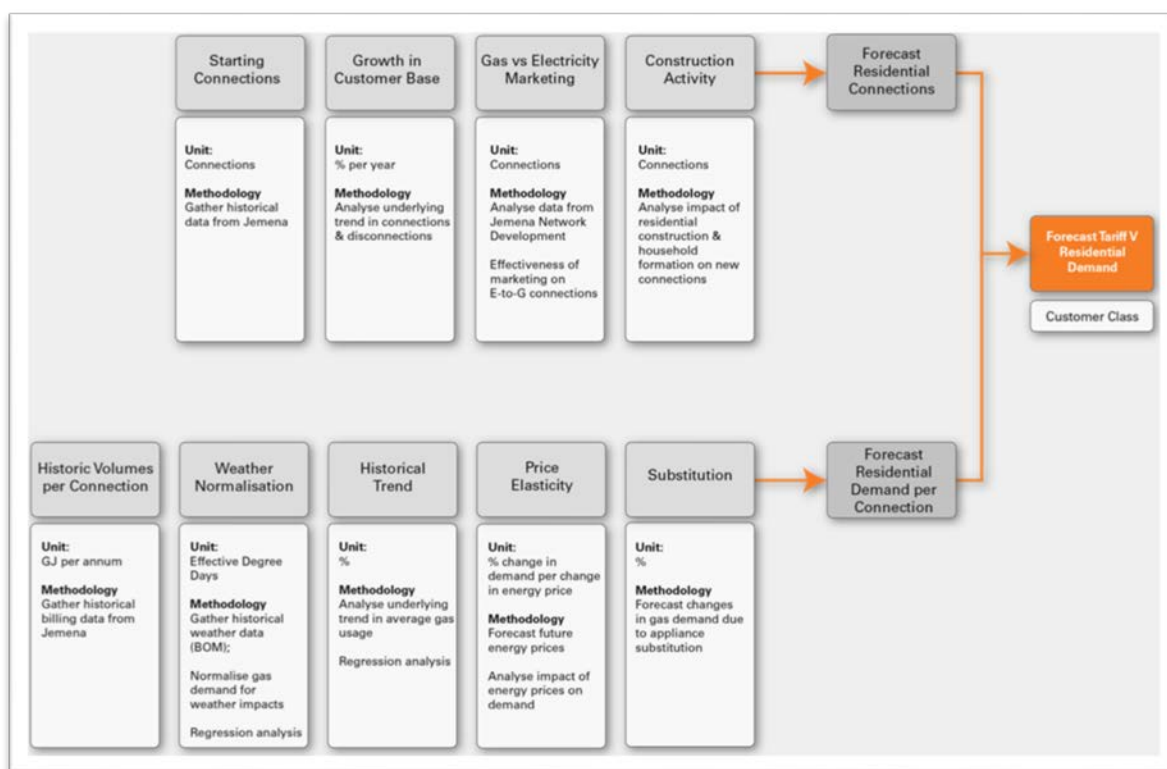 Starting
Connections
Growth in
Customer Base
Gas vs Electricity
Marketing
Construction
Activity
Forecast
Residential
Connections
Unit:
Connections
Methodology
Gather historical
data from Jemena
Unit:
% per year
Methodology
Analyse underlying
trend in connections
& disconnections
Unit:
Connections
Methodology
Analyse data from
Jemena Network
Development
Effectiveness of
marketing on
E-to-G connections
Unit:
Connections
Methodology
Analyse impact of
residential
construction &
household
formation on new
connections
Forecast Tariff V
Residential
Demand
Customer Class
Historic Volumes
per Connection
Weather
Normalisation
Historical
Trend
Price
Elasticity
Substitution
Forecast
Residential
Demand per
Connection
Unit:
GJ per annum
Methodology
Gather historical
billing data from
Jemena
Unit:
Effective Degree
Days
Methodology
Gather historical
weather data
(BOM);
Normalise gas
demand for
weather impacts
Regression analysis
Unit:
%
Methodology
Analyse underlying
trend in average gas
usage
Regression analysis
Unit:
% change in
demand per change
in energy price
Methodology
Forecast future
energy prices
Analyse impact of
energy prices on
demand
Unit:
%
Methodology
Forecast changes
in gas demand due
to appliance
substitution